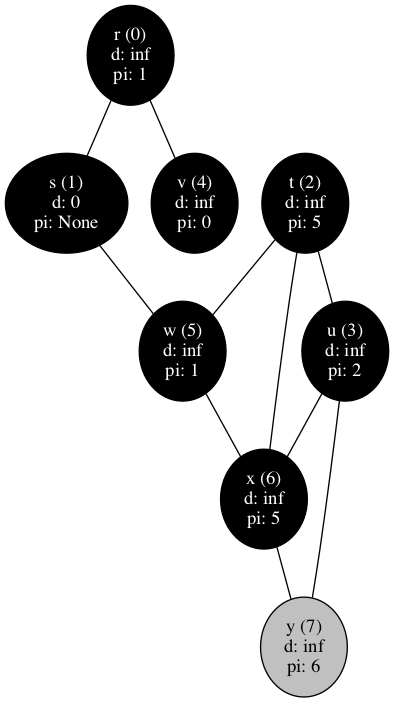 r (0)
d: inf
pi: 1
s (1)
d: 0
pi: None
v (4)
d: inf
pi: 0
t (2)
d: inf
pi: 5
w (5)
d: inf
pi: 1
u (3)
d: inf
pi: 2
x (6)
d: inf
pi: 5
y (7)
d: inf
pi: 6